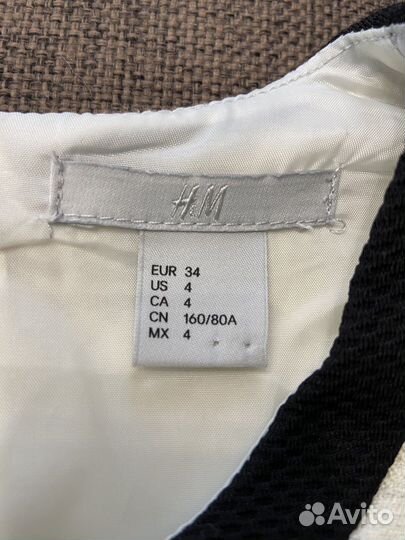 H&M
EUR 34
US 4
CA 4
CN 160/80A
MX 4
Avito